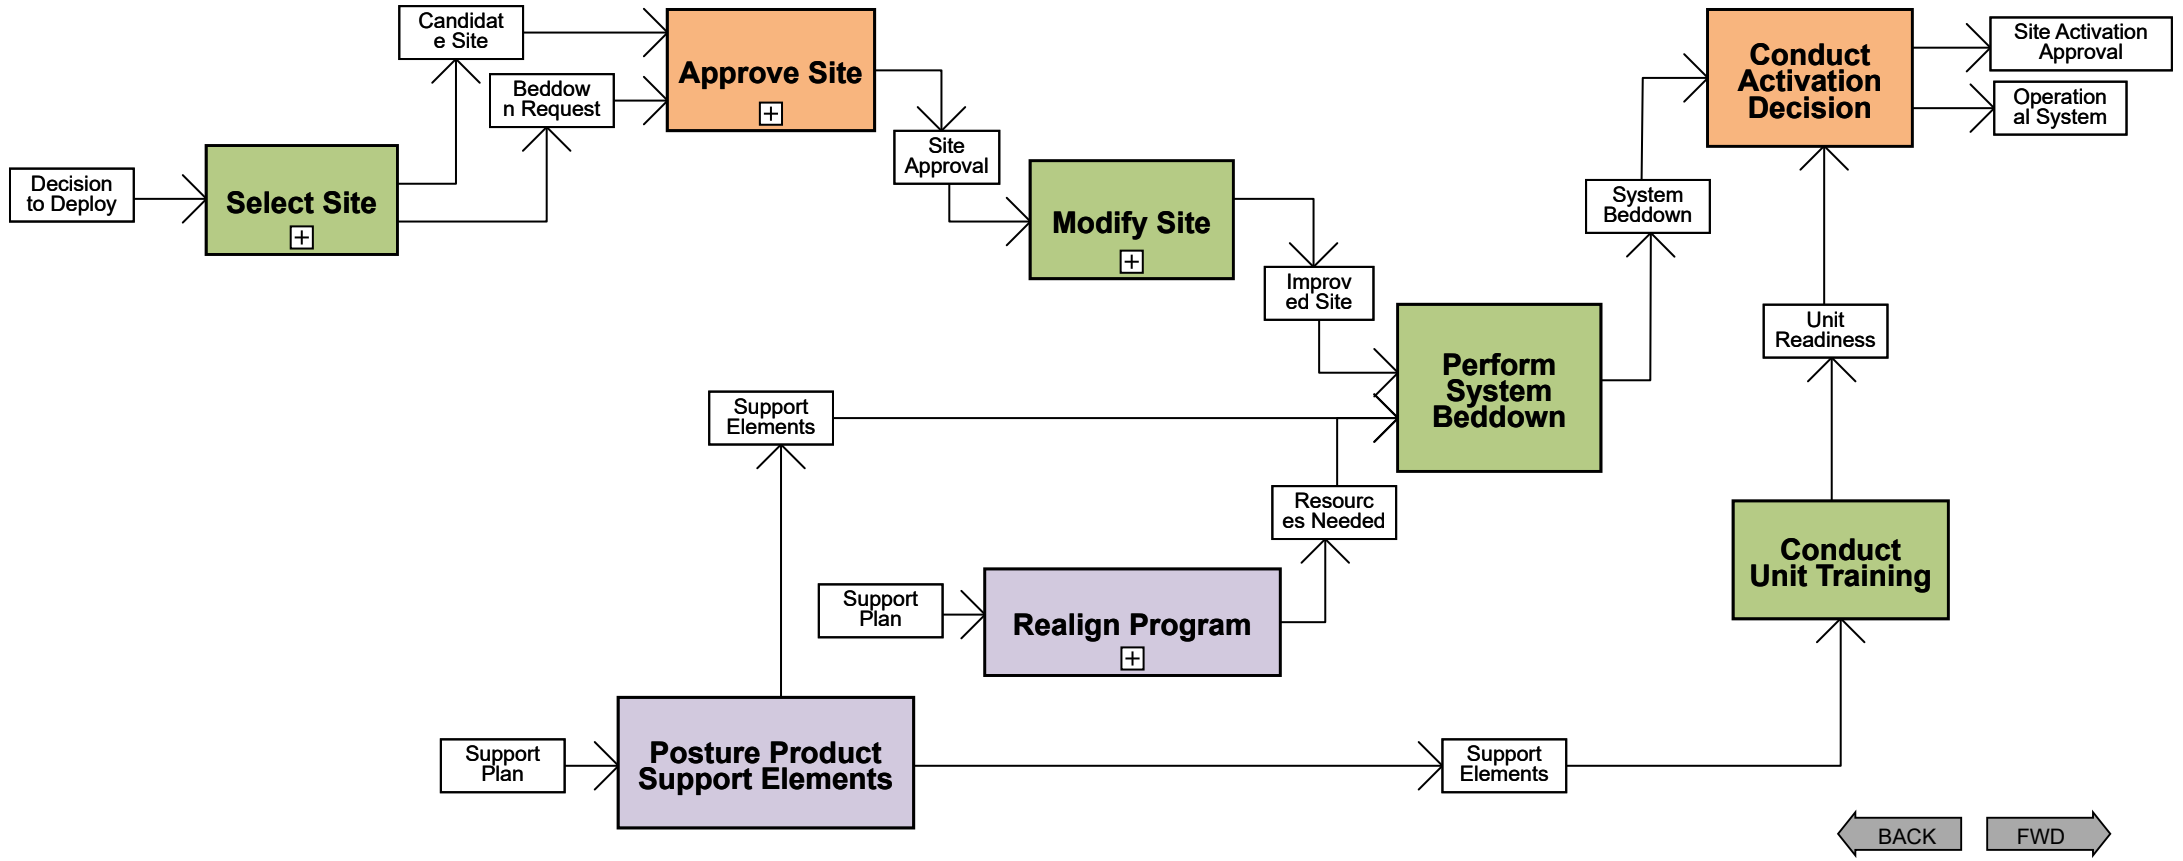 Candidat
e Site
Beddow
n Request
Decision
to Deploy
Select Site
Approve Site
Site
Approval
Modify Site
Improv
ed Site
Perform
System
Beddown
System
Beddown
Conduct
Activation
Decision
Site Activation
Approval
Operation
al System
Unit
Readiness
Conduct
Unit Training
Support
Elements
Resourc
es Needed
Support
Plan
Realign Program
Support
Plan
Posture Product
Support Elements
Support
Elements
BACK
FWD